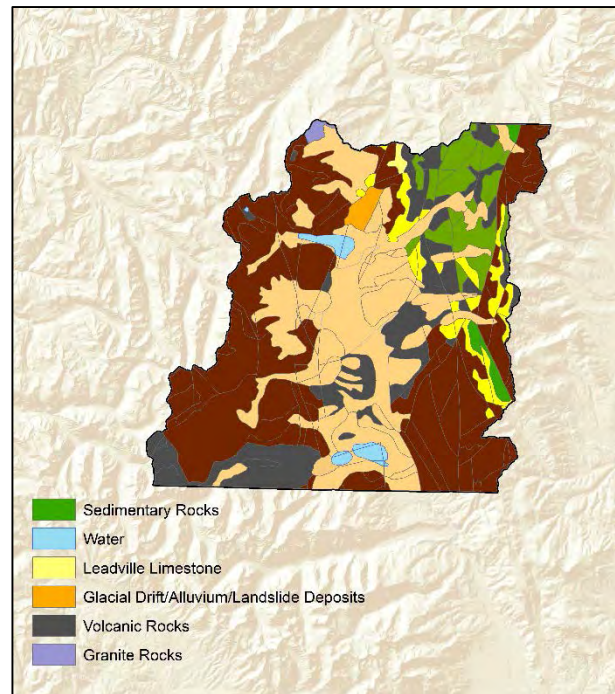 Sedimentary Rocks
Water
Leadville Limestone
Glacial Drift/Alluvium/Landslide Deposits
Volcanic Rocks
Granite Rocks